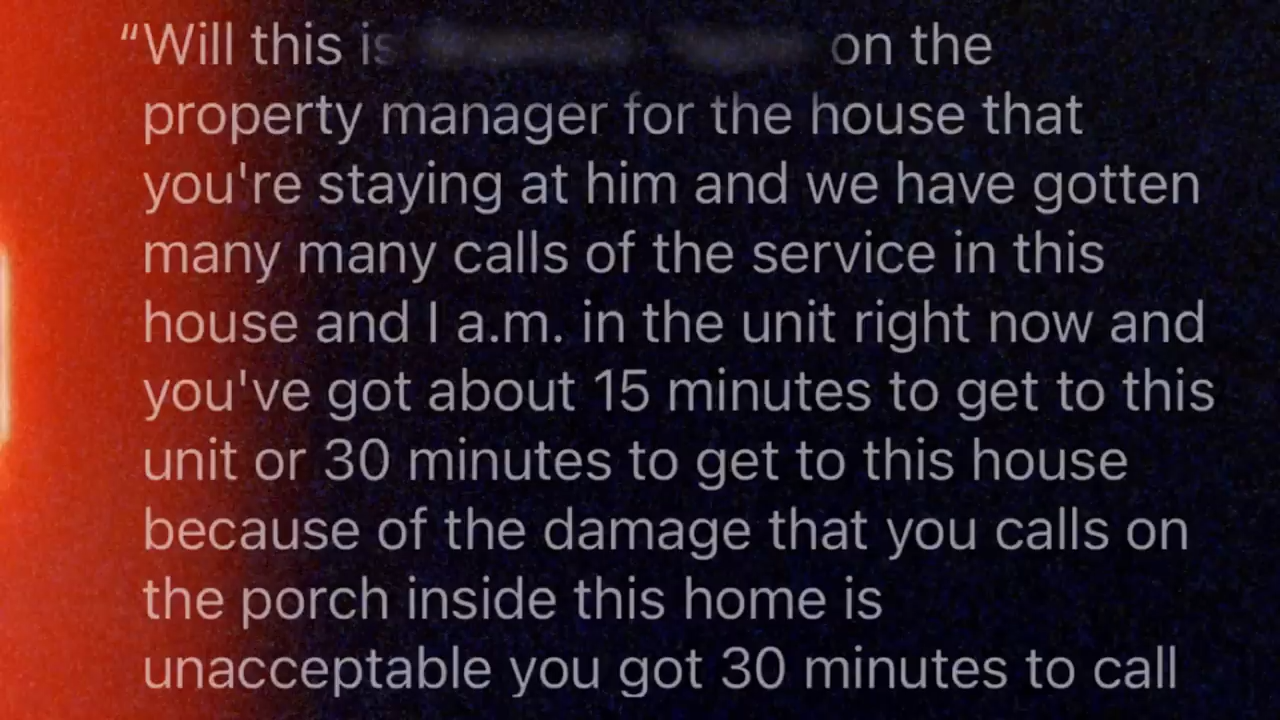 “Will this is on the
property manager for the house that
you're staying at him and we have gotten
many many calls of the service in this
house and I a.m. in the unit right now and
you've got about 15 minutes to get to this
unit or 30 minutes to get to this house
because of the damage that you calls on
the porch inside this home is
unacceptable you got 30 minutes to call